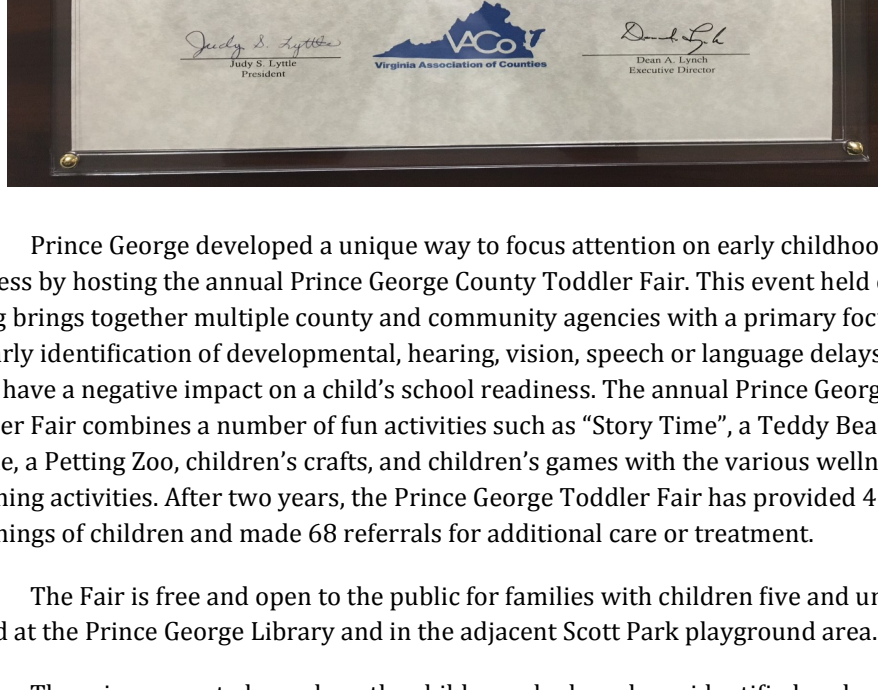 Judy S. Lyttle
Judy S. Lyttle
President
VACo
Virginia Association of Counties
Dean A. Lynch
Executive Director
Prince George developed a unique way to focus attention on early childhoo
ess by hosting the annual Prince George County Toddler Fair. This event held
g brings together multiple county and community agencies with a primary foc
rly identification of developmental, hearing, vision, speech or language delays
have a negative impact on a child’s school readiness. The annual Prince Georg
er Fair combines a number of fun activities such as “Story Time”, a Teddy Bea
e, a Petting Zoo, children’s crafts, and children’s games with the various welln
ning activities. After two years, the Prince George Toddler Fair has provided 4
nings of children and made 68 referrals for additional care or treatment.
The Fair is free and open to the public for families with children five and un
d at the Prince George Library and in the adjacent Scott Park playground area.